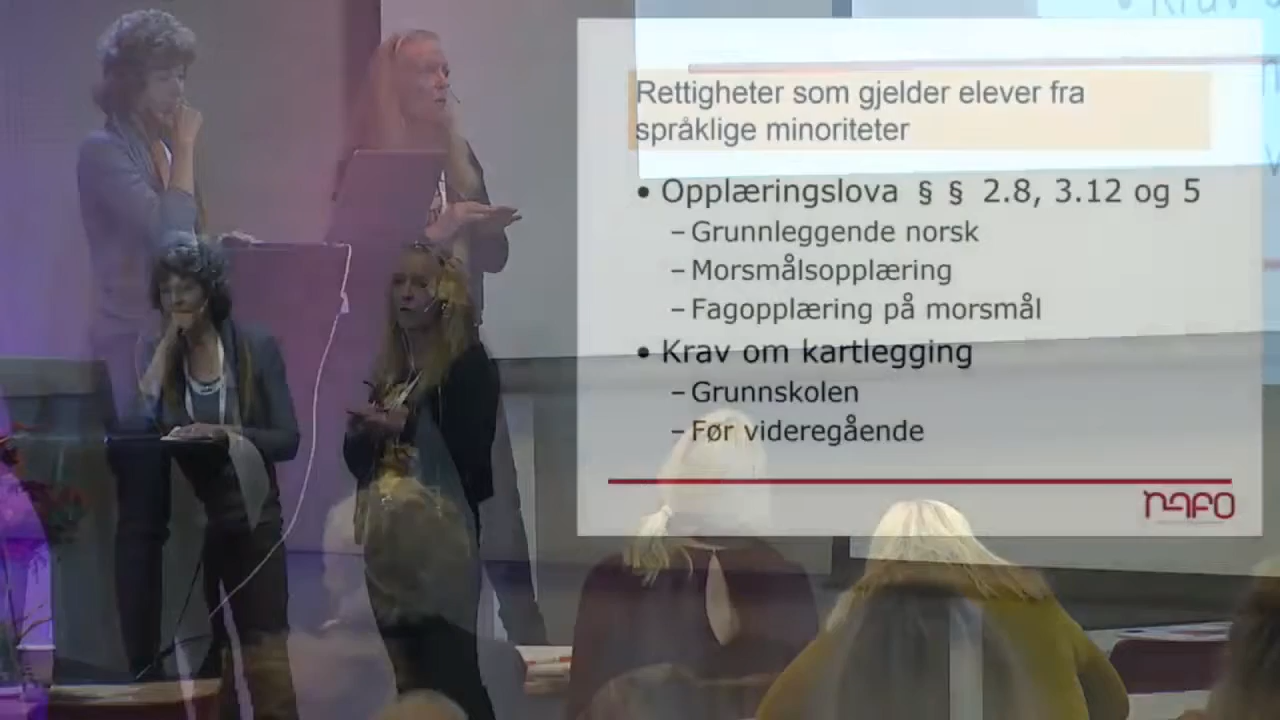 Rettigheter som gjelder elever fra
språklige minoriteter
• Opplæringslova § § 2.8, 3.12 og 5
– Grunnleggende norsk
– Morsmålsopplæring
– Fagopplæring på morsmål
• Krav om kartlegging
– Grunnskolen
– Før videregående
NAFO